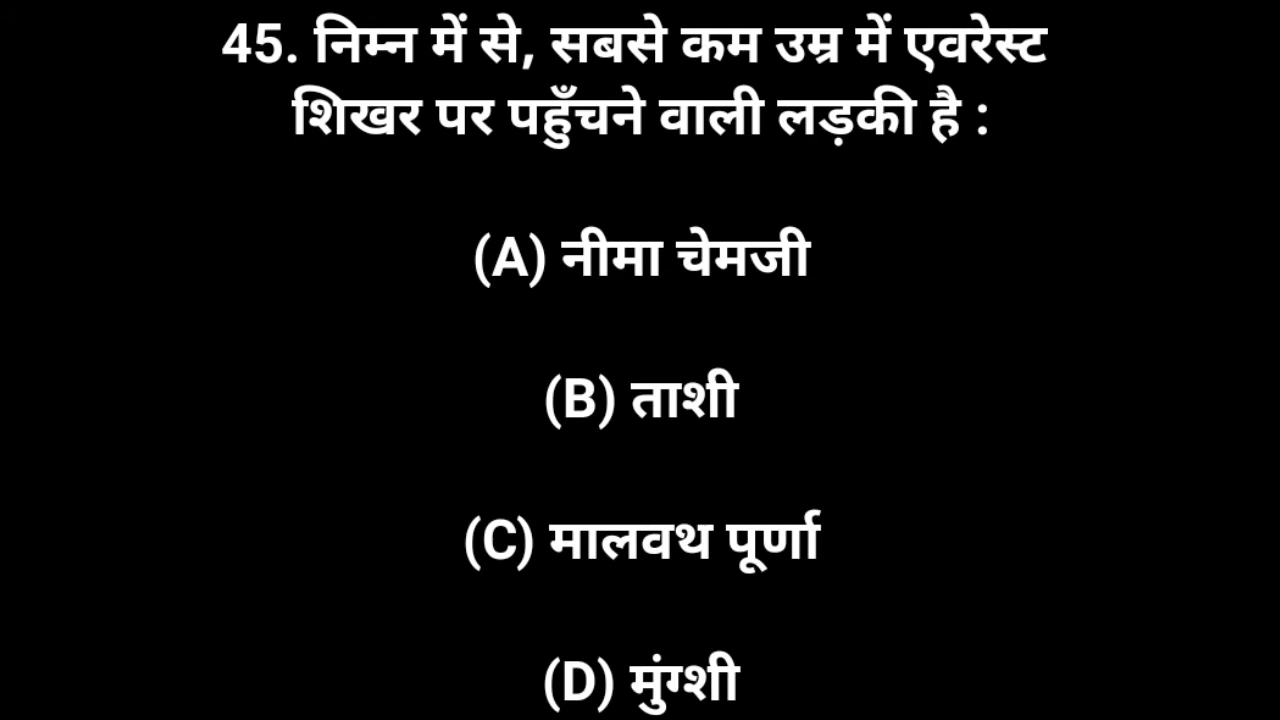 45. निम्न में से, सबसे कम उम्र में एवरेस्ट
शिखर पर पहुँचने वाली लड़की है :
(A) नीमा चेमजी
(B) ताशी
(C) मालवथ पूर्णा
(D) मुंग्शी